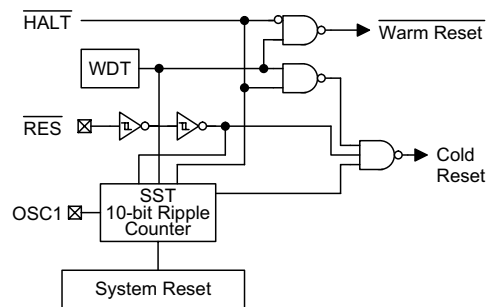 HALT
Warm Reset
WDT
RES
Cold
Reset
SST
10-bit Ripple
Counter
OSC1
System Reset